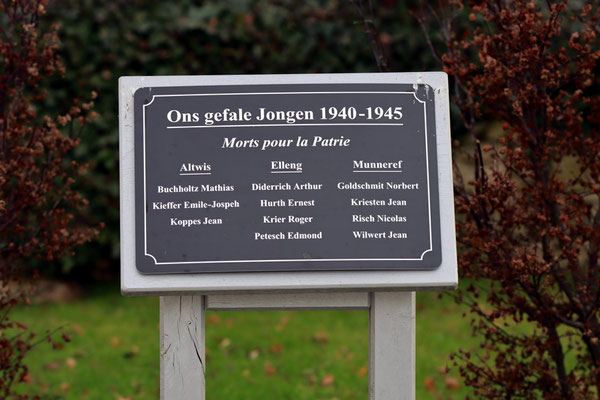 Ons gefale Jongen 1940-1945
Morts pour la Patrie
Altwis
Buchholtz Mathias
Kieffer Emile-Jospeh
Koppes Jean
Elleng
Diderrich Arthur
Hurth Ernest
Krier Roger
Petesch Edmond
Munneref
Goldschmit Norbert
Kriesten Jean
Risch Nicolas
Wilwert Jean